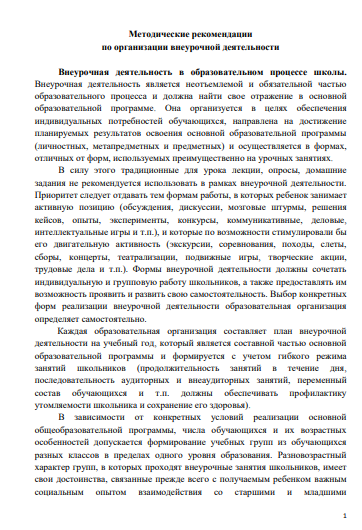 Методические рекомендации
по организации внеурочной деятельности
Внеурочная деятельность в образовательном процессе школы.
Внеурочная деятельность является неотъемлемой и обязательной частью
образовательного процесса и должна найти свое отражение в основной
образовательной программе. Она организуется в целях обеспечения
индивидуальных потребностей обучающихся, направлена на достижение
планируемых результатов освоения основной образовательной программы
(личностных, метапредметных и предметных) и осуществляется в формах,
отличных от форм, используемых преимущественно на урочных занятиях.
В силу этого традиционные для урока лекции, опросы, домашние
задания не рекомендуется использовать в рамках внеурочной деятельности.
Приоритет следует отдавать тем формам работы, в которых ребенок занимает
активную позицию (обсуждения, дискуссии, мозговые штурмы, решения
кейсов, опыты, эксперименты, конкурсы, коммуникативные, деловые,
интеллектуальные игры и т.п.), и которые по возможности стимулировали бы
его двигательную активность (экскурсии, соревнования, походы, слеты,
сборы, концерты, театрализации, подвижные игры, творческие акции,
трудовые дела и т.п.). Формы внеурочной деятельности должны сочетать
индивидуальную и групповую работу школьников, а также предоставлять им
возможность проявить и развить свою самостоятельность. Выбор конкретных
форм реализации внеурочной деятельности образовательная организация
определяет самостоятельно.
Каждая образовательная организация составляет план внеурочной
деятельности на учебный год, который является составной частью основной
образовательной программы и формируется с учетом гибкого режима
занятий школьников (продолжительность занятий в течение дня,
последовательность аудиторных и внеаудиторных занятий, переменный
состав обучающихся и т.п. должны обеспечивать профилактику
утомляемости школьника и сохранение его здоровья).
В зависимости от конкретных условий реализации основной
общеобразовательной программы, числа обучающихся и их возрастных
особенностей допускается формирование учебных групп из обучающихся
разных классов в пределах одного уровня образования. Разновозрастный
характер групп, в которых проходят внеурочные занятия школьников, имеет
свои достоинства, связанные прежде всего с получаемым ребенком важным
социальным опытом взаимодействия со старшими и младшими
1